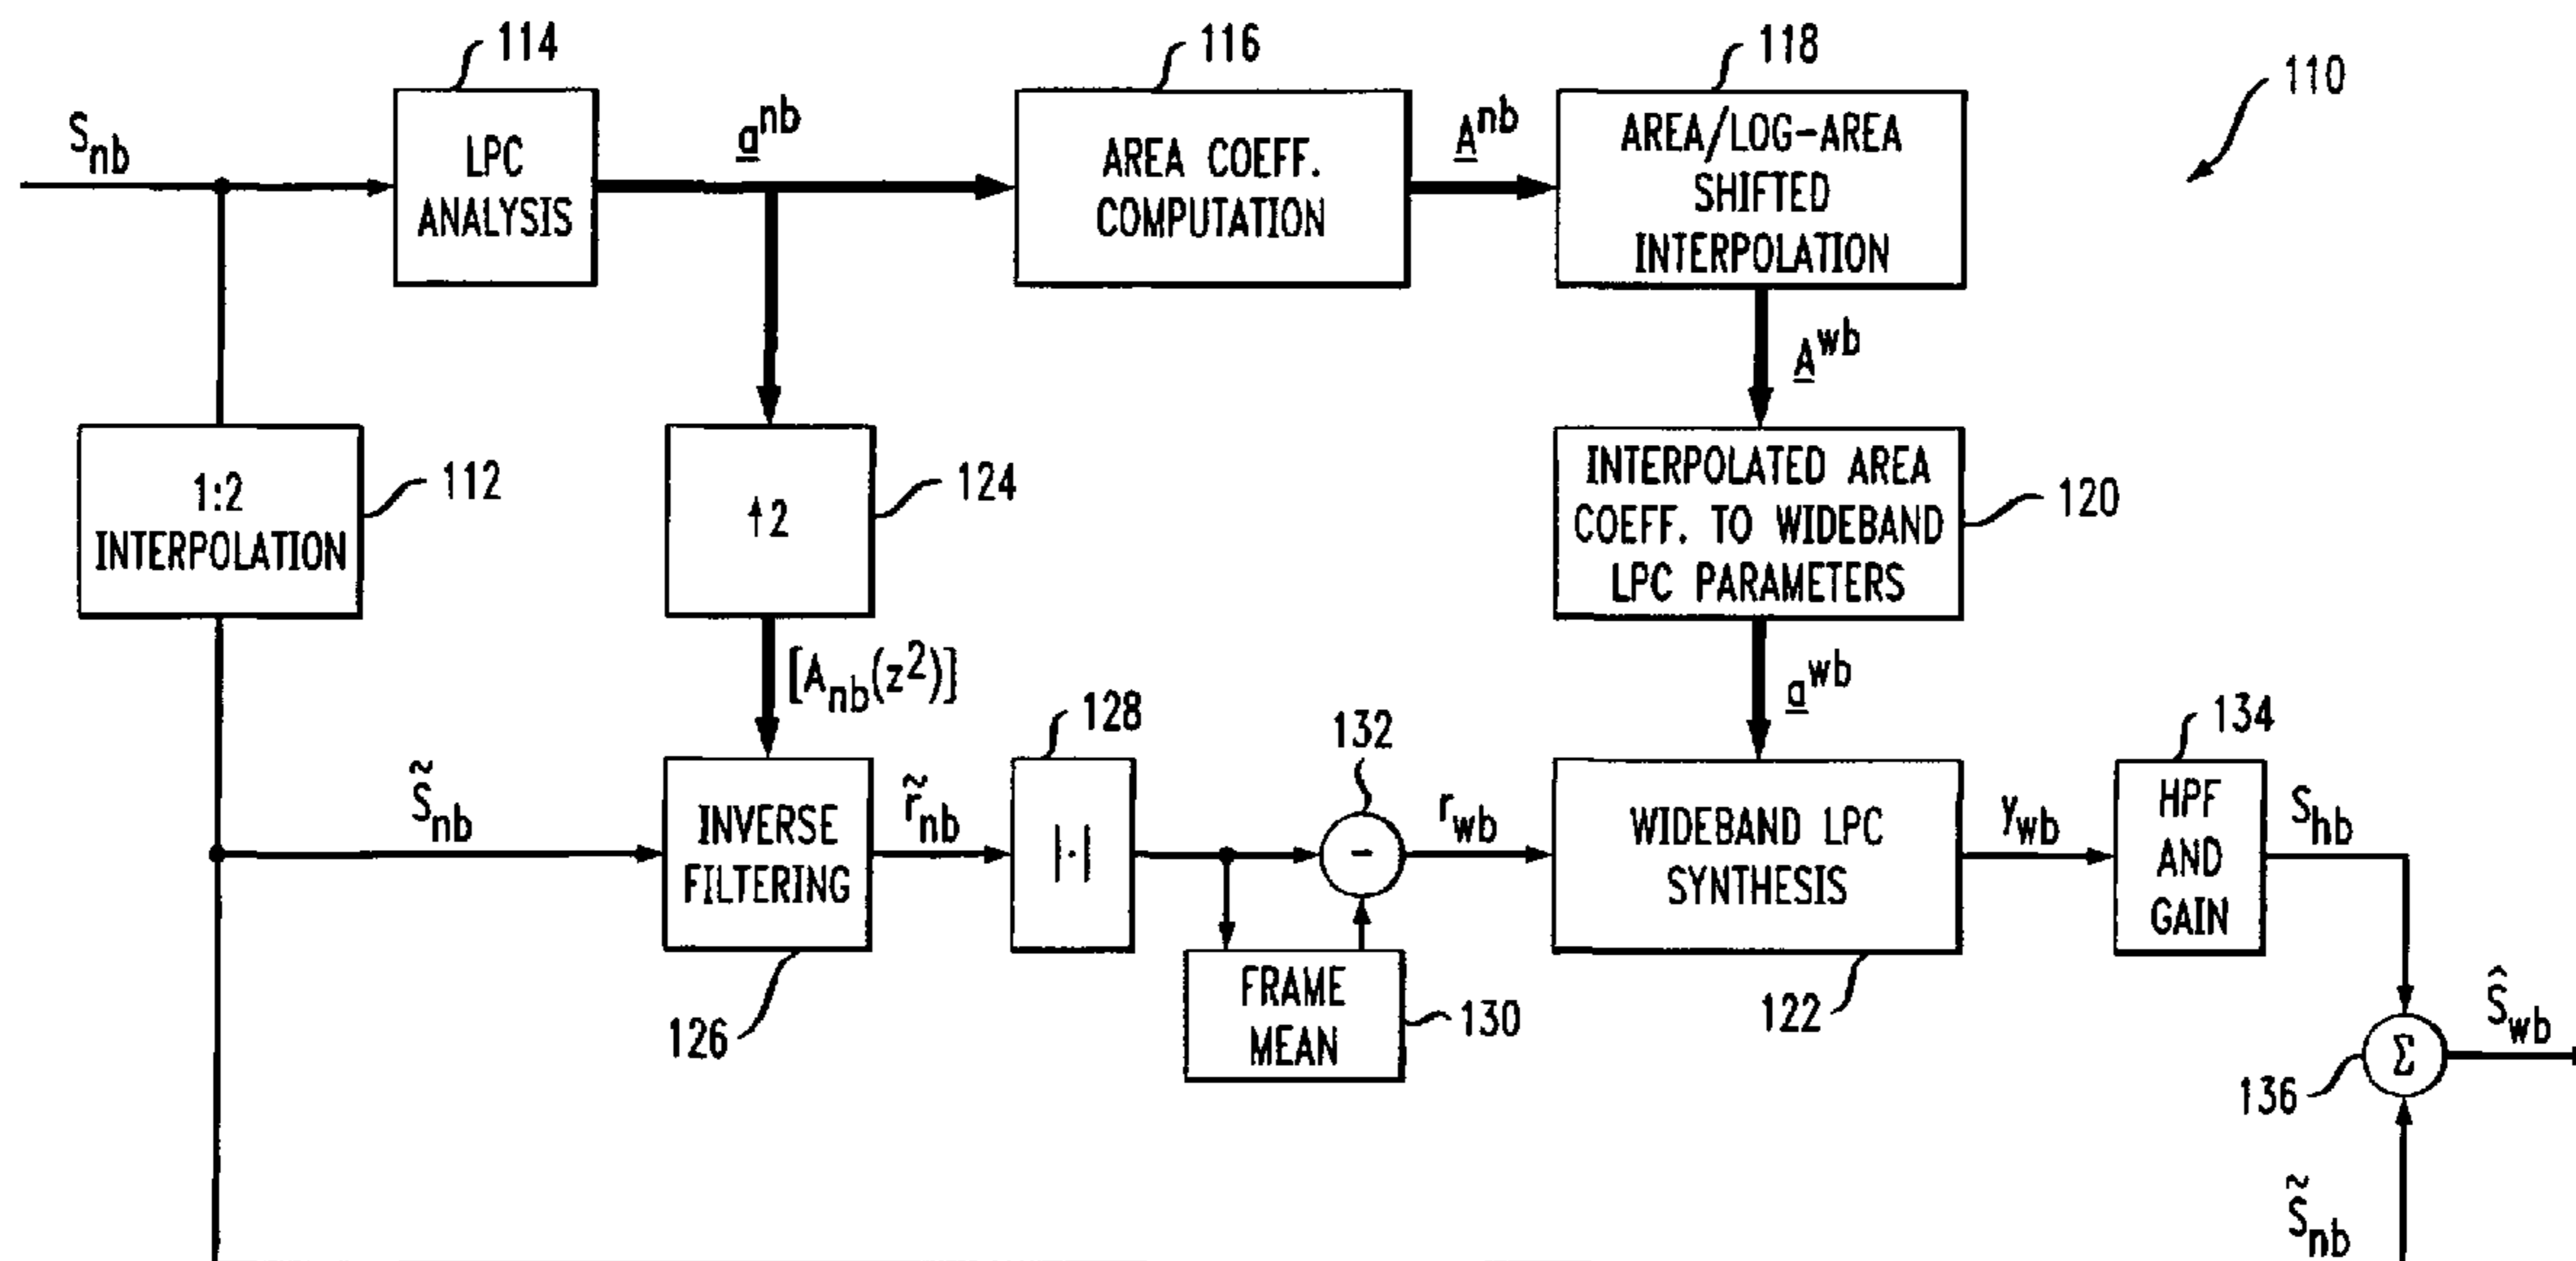 114
116
118
110
S_nb
LPC
ANALYSIS
a^nb
AREA COEFF.
COMPUTATION
A^nb
AREA/LOG-AREA
SHIFTED
INTERPOLATION
A^wb
1:2
INTERPOLATION
112
↑2
124
INTERPOLATED AREA
COEFF. TO WIDEBAND
LPC PARAMETERS
120
[A_nb(z^2)]
a^wb
128
132
134
S̃_nb
INVERSE
FILTERING
r̃_nb
|·|
−
r_wb
WIDEBAND LPC
SYNTHESIS
y_wb
HPF
AND
GAIN
S_hb
126
FRAME
MEAN
130
122
Ŝ_wb
136
Σ
S̃_nb